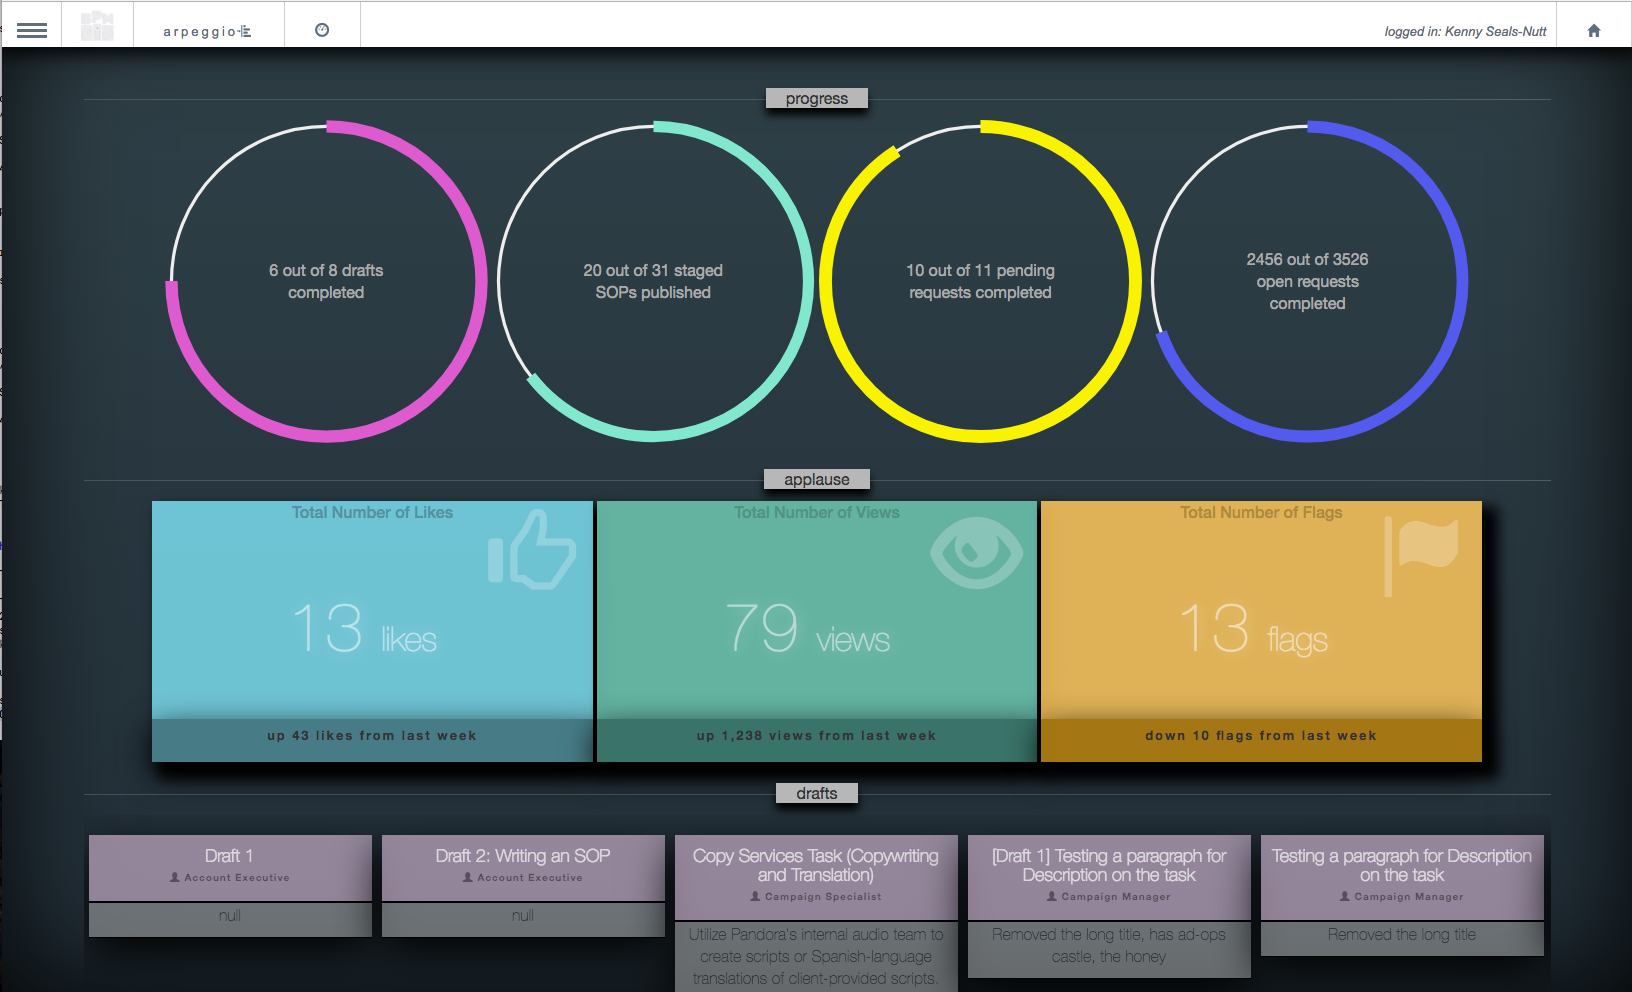 arpeggio
logged in: Kenny Seals-Nutt
progress
6 out of 8 drafts
completed
20 out of 31 staged
SOPs published
10 out of 11 pending
requests completed
2456 out of 3526
open requests
completed
applause
Total Number of Likes
13 likes
up 43 likes from last week
Total Number of Views
79 views
up 1,238 views from last week
Total Number of Flags
13 flags
down 10 flags from last week
drafts
Draft 1
Account Executive
null
Draft 2: Writing an SOP
Account Executive
null
Copy Services Task (Copywriting
and Translation)
Campaign Specialist
Utilize Pandora's internal audio team to
create scripts or Spanish-language
translations of client-provided scripts.
[Draft 1] Testing a paragraph for
Description on the task
Campaign Manager
Removed the long title, has ad-ops
castle, the honey
Testing a paragraph for Description
on the task
Campaign Manager
Removed the long title